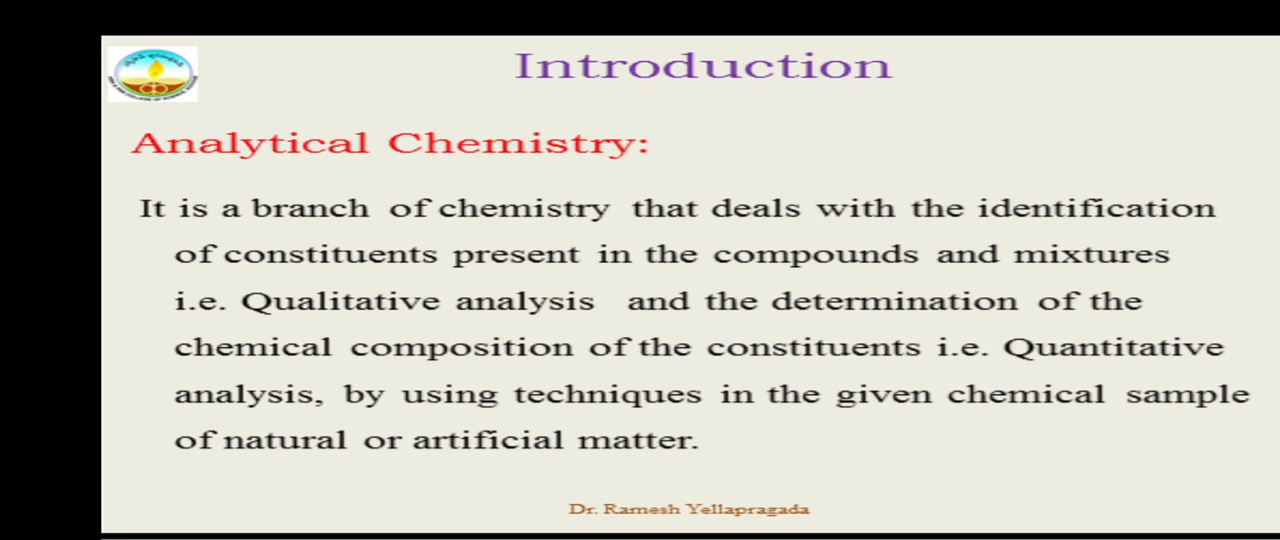 Introduction
Analytical Chemistry:
It is a branch of chemistry that deals with the identification
of constituents present in the compounds and mixtures
i.e. Qualitative analysis and the determination of the
chemical composition of the constituents i.e. Quantitative
analysis, by using techniques in the given chemical sample
of natural or artificial matter.
Dr. Ramesh Yellapragada